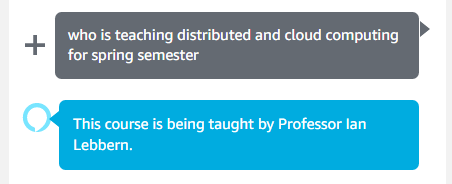 who is teaching distributed and cloud computing
for spring semester
This course is being taught by Professor Ian
Lebbern.